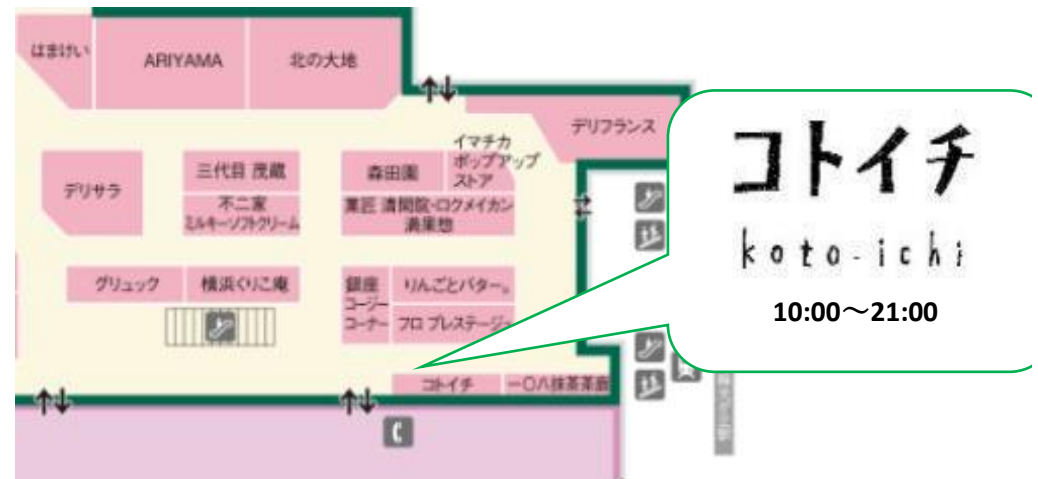 はまけい
ARIYAMA
北の大地
デリフランス
イマチカ
ポップアップ
ストア
デリサラ
三代目 茂蔵
森田園
不二家
ミルキーソフトクリーム
菓匠 清閑院・ロクメイカン
満果惣
グリュック
横浜くりこ庵
銀座
コージー
コーナー
りんごとバター。
フロ プレステージュ
コトイチ
一〇八抹茶茶廊
コトイチ
koto-ichi
10:00～21:00